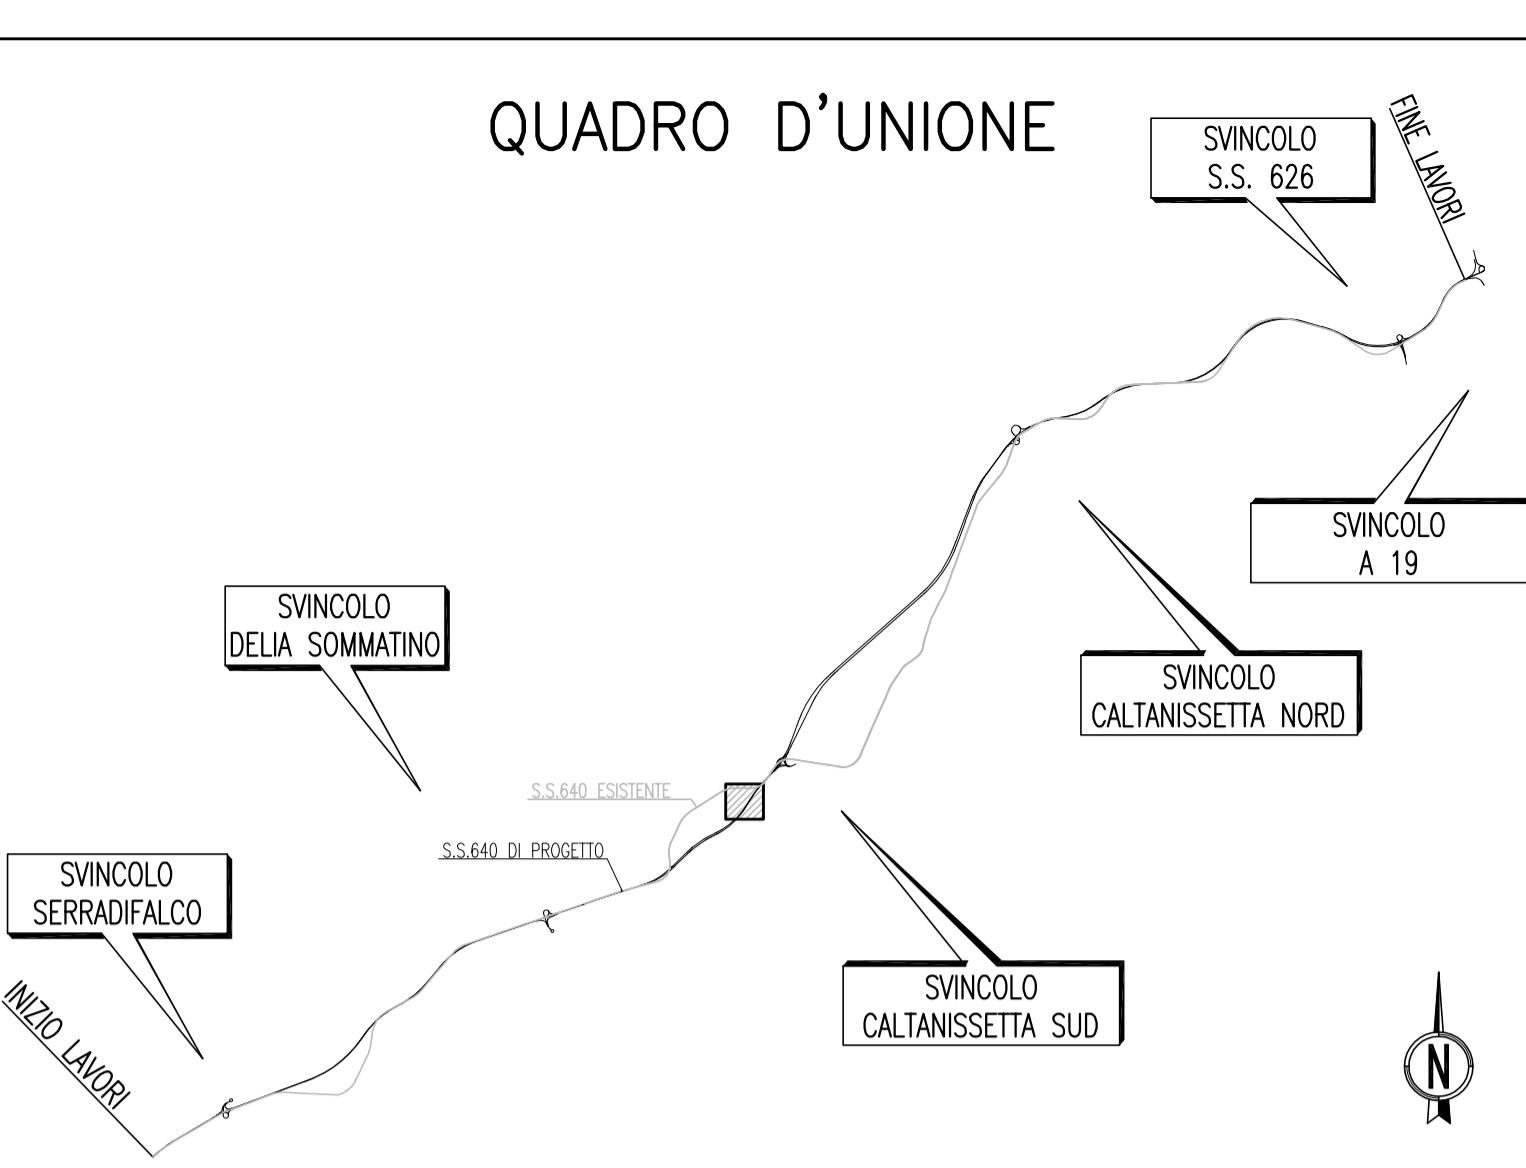 QUADRO D'UNIONE
FINE LAVORI
SVINCOLO
S.S. 626
SVINCOLO
A 19
SVINCOLO
DELIA SOMMATINO
SVINCOLO
CALTANISSETTA NORD
S.S.640 ESISTENTE
S.S.640 DI PROGETTO
SVINCOLO
SERRADIFALCO
SVINCOLO
CALTANISSETTA SUD
INIZIO LAVORI
N